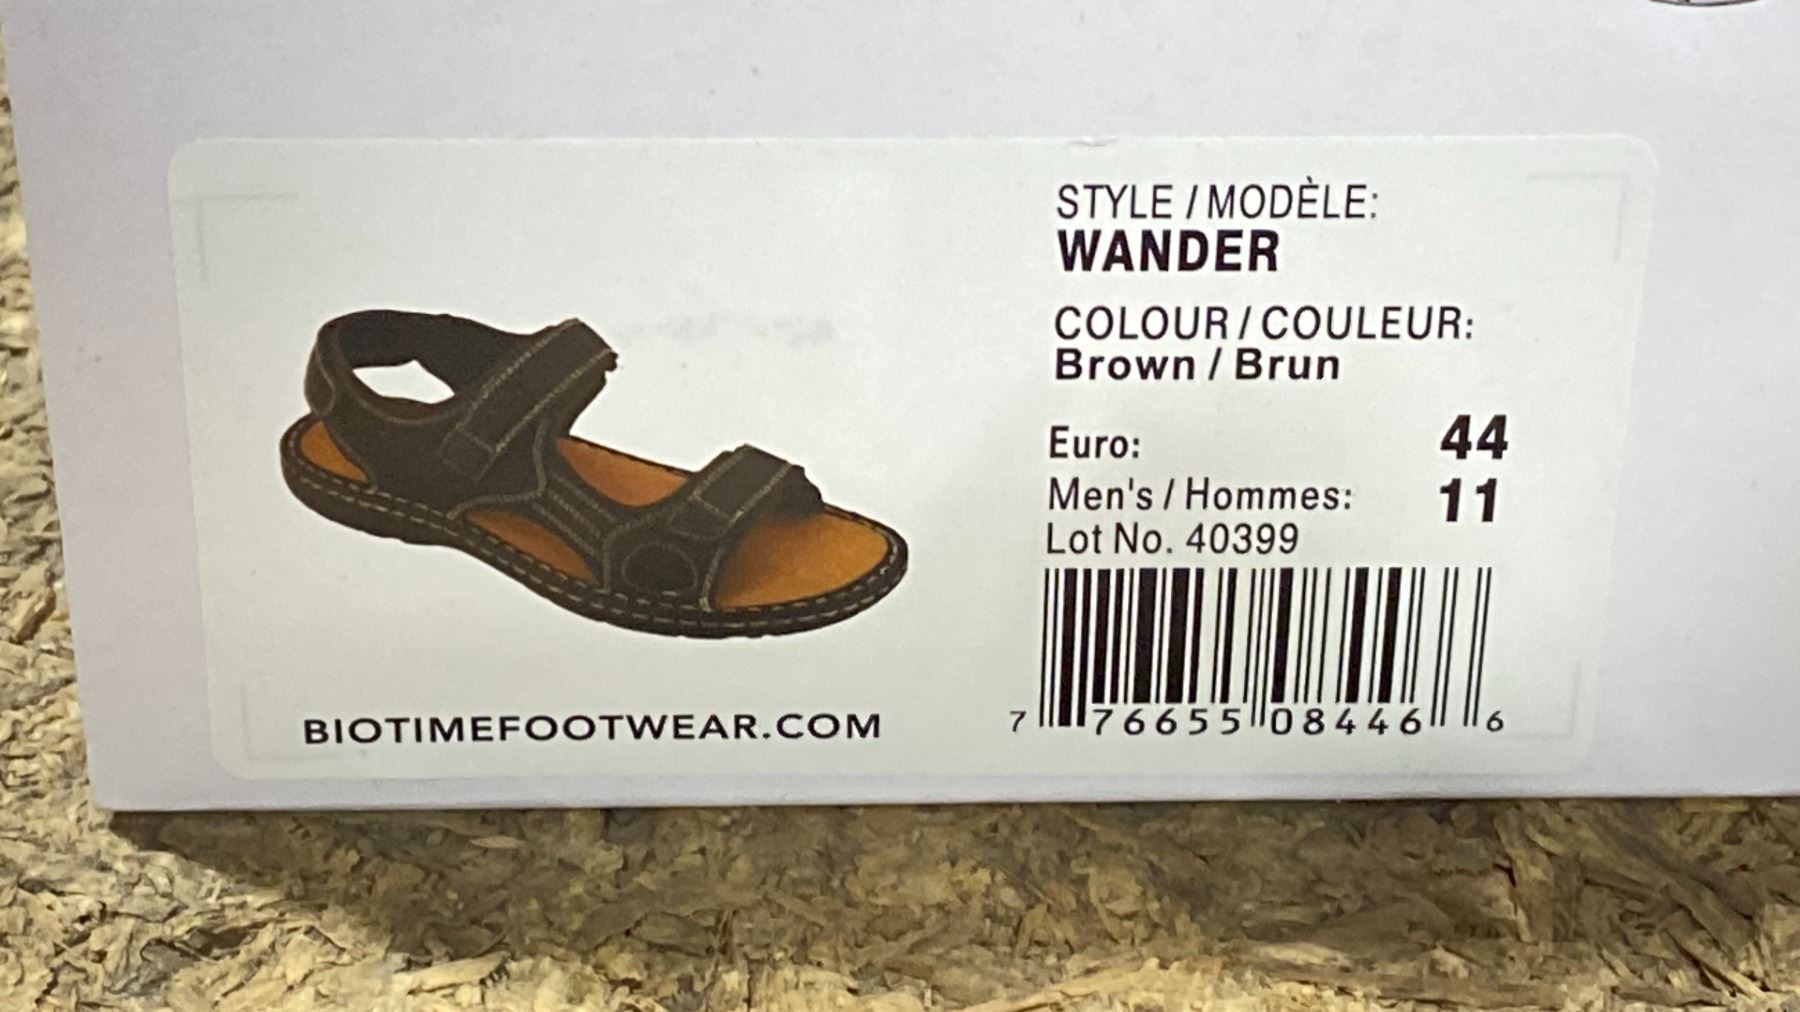 STYLE / MODÈLE:
WANDER
COLOUR / COULEUR:
Brown / Brun
Euro: 44
Men's / Hommes: 11
Lot No. 40399
7 76655 08446 6
BIOTIMEFOOTWEAR.COM